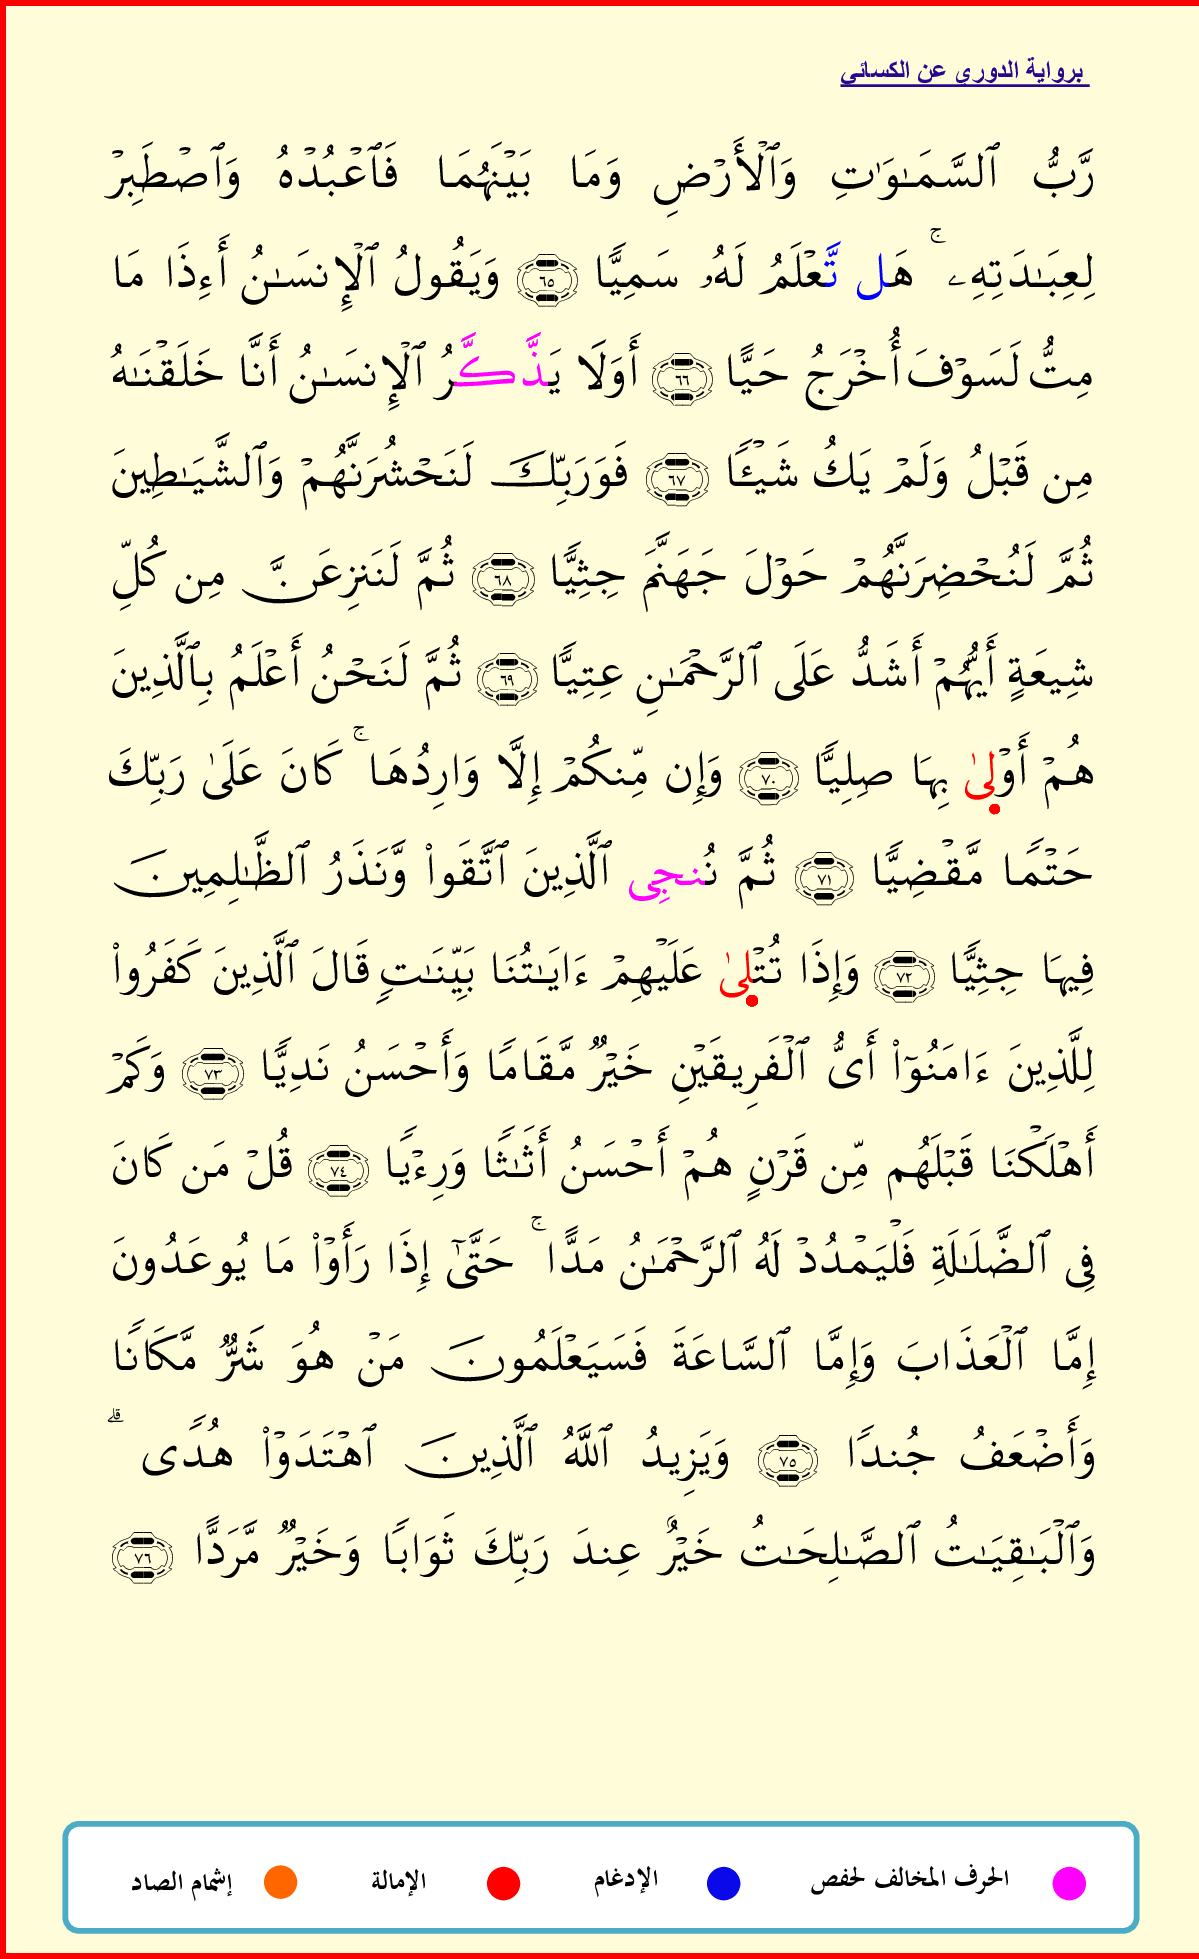 برواية الدوري عن الكسائي
رَّبُّ ٱلسَّمَٰوَٰتِ وَٱلْأَرْضِ وَمَا بَيْنَهُمَا فَٱعْبُدْهُ وَٱصْطَبِرْ
لِعِبَٰدَتِهِۦ ۚ هَل تَّعْلَمُ لَهُۥ سَمِيًّا ٦٥ وَيَقُولُ ٱلْإِنسَٰنُ أَءِذَا مَا
مِتُّ لَسَوْفَ أُخْرَجُ حَيًّا ٦٦ أَوَلَا يَذَّكَّرُ ٱلْإِنسَٰنُ أَنَّا خَلَقْنَٰهُ
مِن قَبْلُ وَلَمْ يَكُ شَيْـًٔا ٦٧ فَوَرَبِّكَ لَنَحْشُرَنَّهُمْ وَٱلشَّيَٰطِينَ
ثُمَّ لَنُحْضِرَنَّهُمْ حَوْلَ جَهَنَّمَ جِثِيًّا ٦٨ ثُمَّ لَنَنزِعَنَّ مِن كُلِّ
شِيعَةٍ أَيُّهُمْ أَشَدُّ عَلَى ٱلرَّحْمَٰنِ عِتِيًّا ٦٩ ثُمَّ لَنَحْنُ أَعْلَمُ بِٱلَّذِينَ
هُمْ أَوْلَىٰ بِهَا صِلِيًّا ٧٠ وَإِن مِّنكُمْ إِلَّا وَارِدُهَا ۚ كَانَ عَلَىٰ رَبِّكَ
حَتْمًا مَّقْضِيًّا ٧١ ثُمَّ نُنجِى ٱلَّذِينَ ٱتَّقَوا۟ وَّنَذَرُ ٱلظَّٰلِمِينَ
فِيهَا جِثِيًّا ٧٢ وَإِذَا تُتْلَىٰ عَلَيْهِمْ ءَايَٰتُنَا بَيِّنَٰتٍ قَالَ ٱلَّذِينَ كَفَرُوا۟
لِلَّذِينَ ءَامَنُوٓا۟ أَىُّ ٱلْفَرِيقَيْنِ خَيْرٌ مَّقَامًا وَأَحْسَنُ نَدِيًّا ٧٣ وَكَمْ
أَهْلَكْنَا قَبْلَهُم مِّن قَرْنٍ هُمْ أَحْسَنُ أَثَٰثًا وَرِءْيًا ٧٤ قُلْ مَن كَانَ
فِى ٱلضَّلَٰلَةِ فَلْيَمْدُدْ لَهُ ٱلرَّحْمَٰنُ مَدًّا ۚ حَتَّىٰٓ إِذَا رَأَوْا۟ مَا يُوعَدُونَ
إِمَّا ٱلْعَذَابَ وَإِمَّا ٱلسَّاعَةَ فَسَيَعْلَمُونَ مَنْ هُوَ شَرٌّ مَّكَانًا
وَأَضْعَفُ جُندًا ٧٥ وَيَزِيدُ ٱللَّهُ ٱلَّذِينَ ٱهْتَدَوْا۟ هُدًى ۗ
وَٱلْبَٰقِيَٰتُ ٱلصَّٰلِحَٰتُ خَيْرٌ عِندَ رَبِّكَ ثَوَابًا وَخَيْرٌ مَّرَدًّا ٧٦
الحرف المخالف لحفص الإدغام الإمالة إشمام الصاد